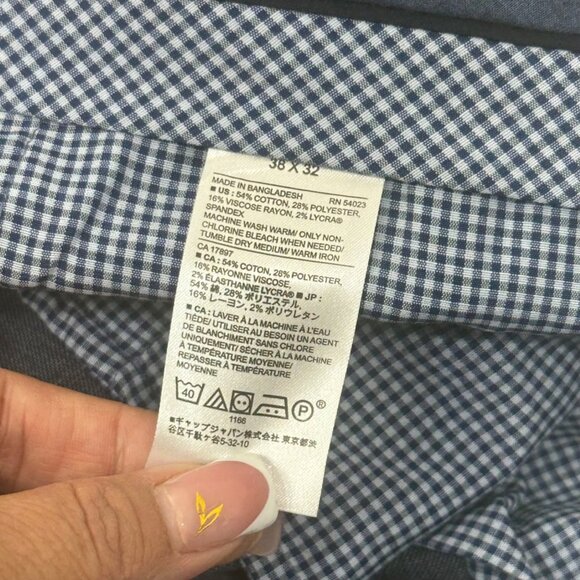 38 X 32
MADE IN BANGLADESH RN 54023
■ US : 54% COTTON, 28% POLYESTER,
16% VISCOSE RAYON, 2% LYCRA®
SPANDEX
MACHINE WASH WARM/ ONLY NON-
CHLORINE BLEACH WHEN NEEDED/
TUMBLE DRY MEDIUM/ WARM IRON
CA 17897
■ CA : 54% COTON, 28% POLYESTER,
16% RAYONNE VISCOSE,
2% ELASTHANNE LYCRA® ■ JP :
54% 綿, 28% ポリエステル
16% レーヨン, 2% ポリウレタン
■ CA : LAVER À LA MACHINE À L'EAU
TIÈDE/ UTILISER AU BESOIN UN AGENT
DE BLANCHIMENT SANS CHLORE
UNIQUEMENT/ SÉCHER À LA MACHINE
À TEMPÉRATURE MOYENNE/
REPASSER À TEMPÉRATURE
MOYENNE
40 P ®
1166
■ギャップジャパン株式会社 東京都渋
谷区千駄ヶ谷5-32-10